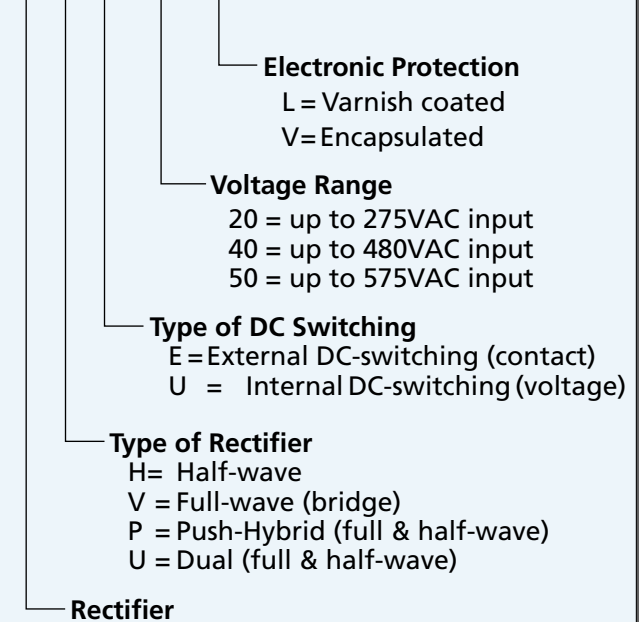 Electronic Protection
L = Varnish coated
V= Encapsulated
Voltage Range
20 = up to 275VAC input
40 = up to 480VAC input
50 = up to 575VAC input
Type of DC Switching
E = External DC-switching (contact)
U = Internal DC-switching (voltage)
Type of Rectifier
H= Half-wave
V = Full-wave (bridge)
P = Push-Hybrid (full & half-wave)
U = Dual (full & half-wave)
Rectifier